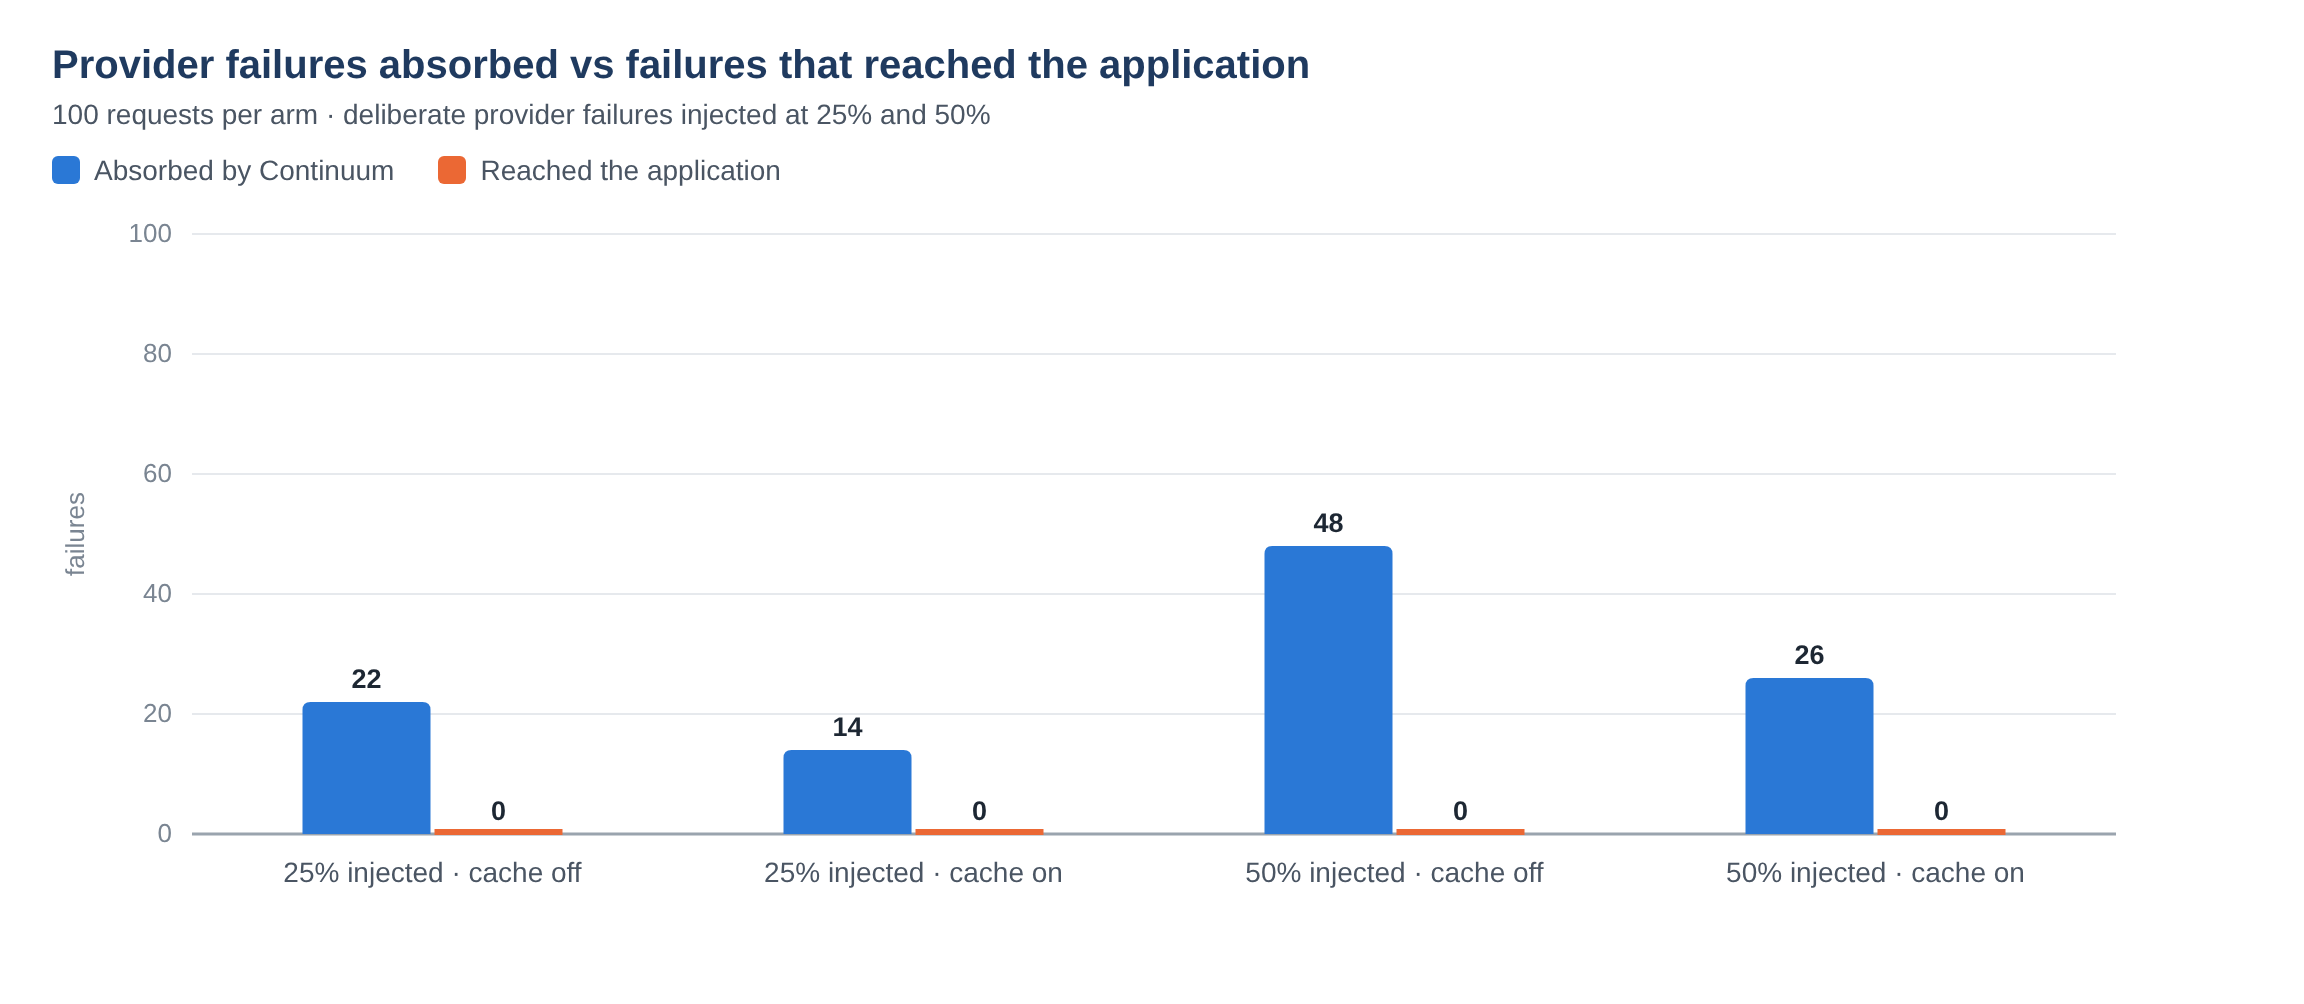 Provider failures absorbed vs failures that reached the application
100 requests per arm · deliberate provider failures injected at 25% and 50%
Absorbed by Continuum
Reached the application
100
80
60
40
20
0
failures
22
0
14
0
48
0
26
0
25% injected · cache off
25% injected · cache on
50% injected · cache off
50% injected · cache on